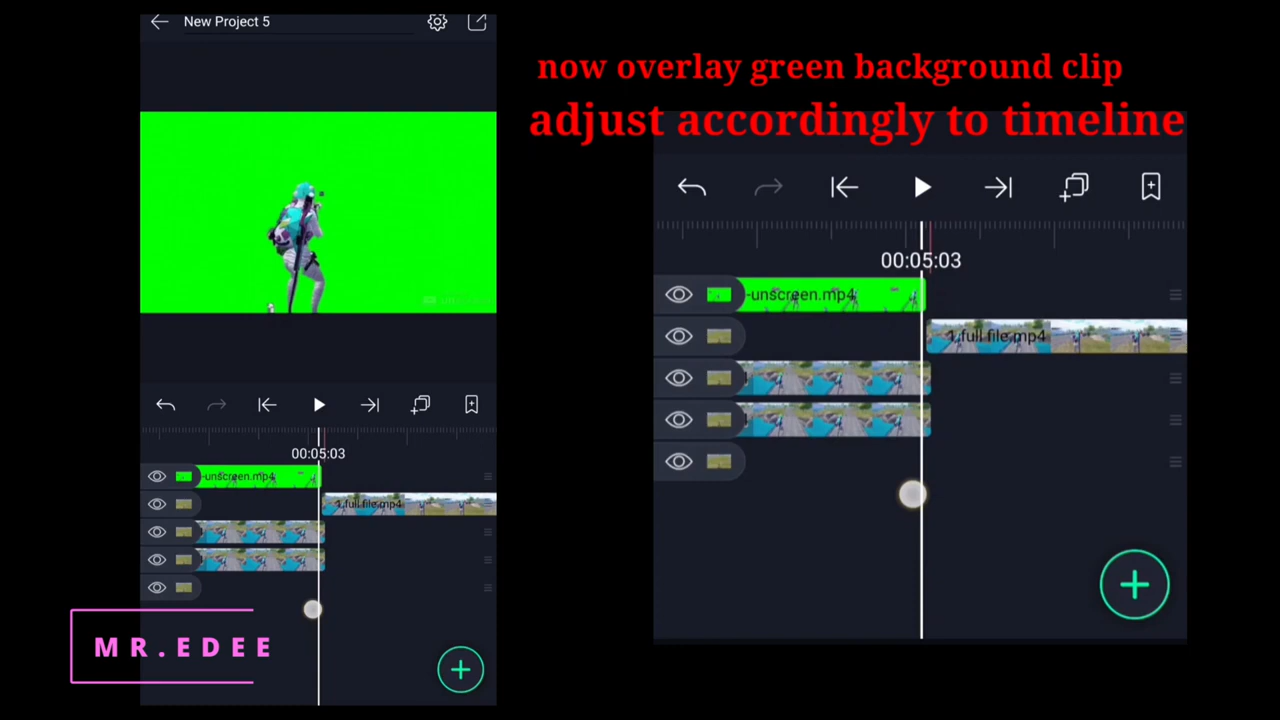 New Project 5
now overlay green background clip
adjust accordingly to timeline
00:05:03
-unscreen.mp4
1.full file.mp4
00:05:03
-unscreen.mp4
1.full file.mp4
MR.EDEE